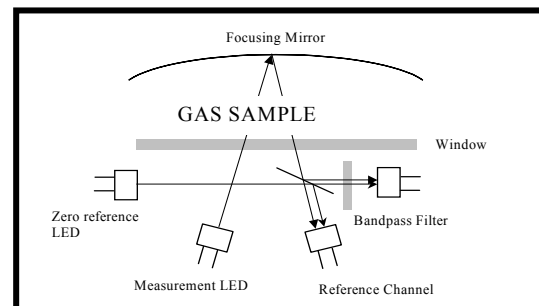 Focusing Mirror
GAS SAMPLE
Window
Zero reference
LED
Bandpass Filter
Measurement LED
Reference Channel